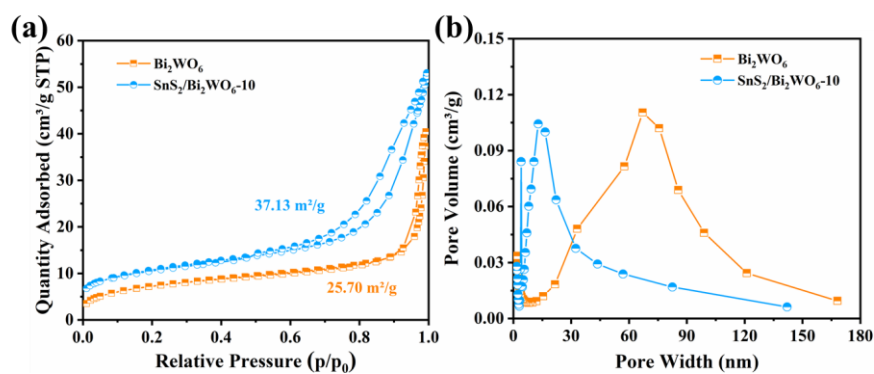 (a)
60
50
40
30
20
10
0
Quantity Adsorbed (cm³/g STP)
Bi₂WO₆
SnS₂/Bi₂WO₆-10
37.13 m²/g
25.70 m²/g
0.0
0.2
0.4
0.6
0.8
1.0
Relative Pressure (p/p₀)
(b)
0.15
0.12
0.09
0.06
0.03
0.00
Pore Volume (cm³/g)
Bi₂WO₆
SnS₂/Bi₂WO₆-10
0
30
60
90
120
150
180
Pore Width (nm)